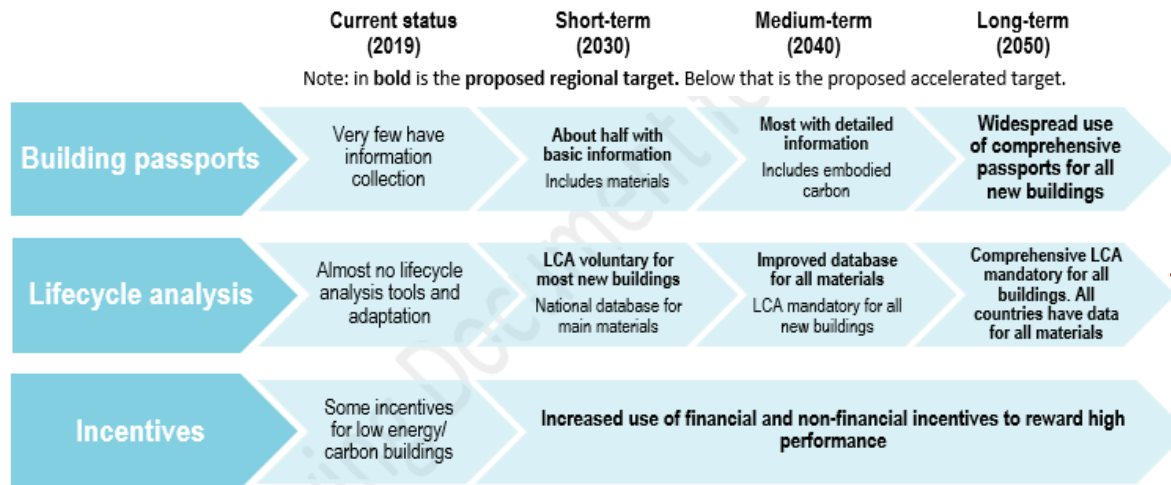 Current status
(2019)
Short-term
(2030)
Medium-term
(2040)
Long-term
(2050)
Note: in bold is the proposed regional target. Below that is the proposed accelerated target.
Building passports
Very few have
information
collection
About half with
basic information
Includes materials
Most with detailed
information
Includes embodied
carbon
Widespread use
of comprehensive
passports for all
new buildings
Lifecycle analysis
Almost no lifecycle
analysis tools and
adaptation
LCA voluntary for
most new buildings
National database for
main materials
Improved database
for all materials
LCA mandatory for all
new buildings
Comprehensive LCA
mandatory for all
buildings. All
countries have data
for all materials
Incentives
Some incentives
for low energy/
carbon buildings
Increased use of financial and non-financial incentives to reward high
performance
Document